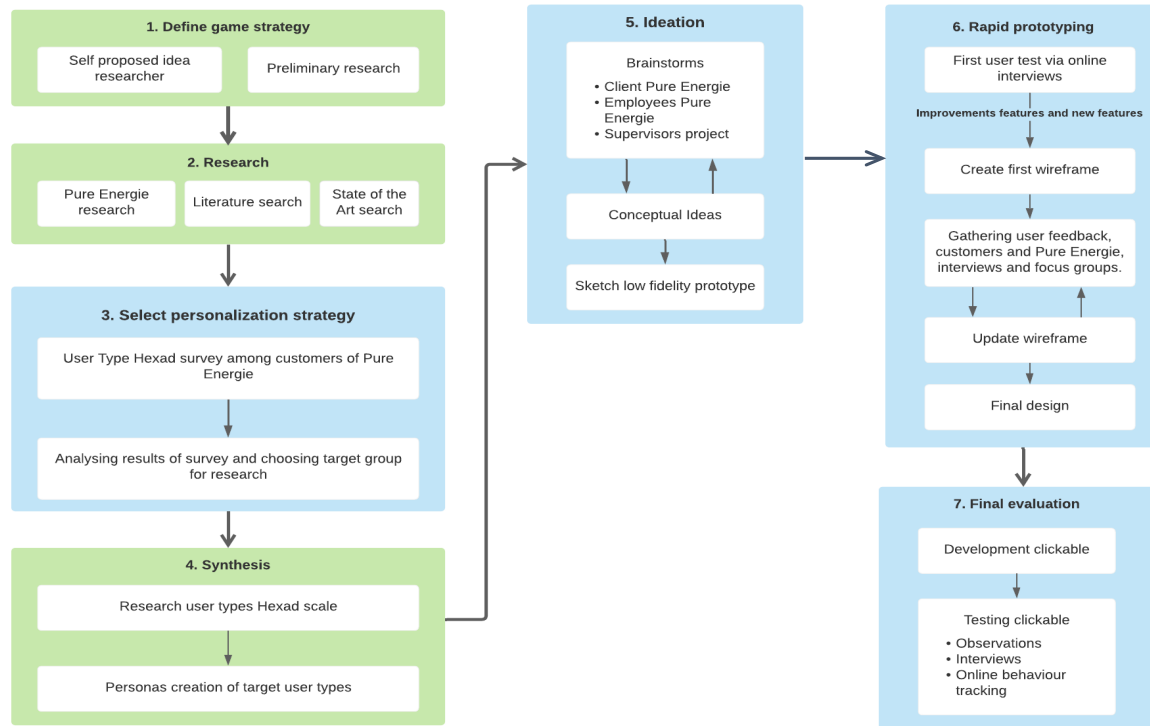 1. Define game strategy
Self proposed idea
researcher
Preliminary research
2. Research
Pure Energie
research
Literature search
State of the
Art search
3. Select personalization strategy
User Type Hexad survey among customers of Pure
Energie
Analysing results of survey and choosing target group
for research
4. Synthesis
Research user types Hexad scale
Personas creation of target user types
5. Ideation
Brainstorms
• Client Pure Energie
• Employees Pure
Energie
• Supervisors project
Conceptual Ideas
Sketch low fidelity prototype
6. Rapid prototyping
First user test via online
interviews
Improvements features and new features
Create first wireframe
Gathering user feedback,
customers and Pure Energie,
interviews and focus groups.
Update wireframe
Final design
7. Final evaluation
Development clickable
Testing clickable
• Observations
• Interviews
• Online behaviour
tracking